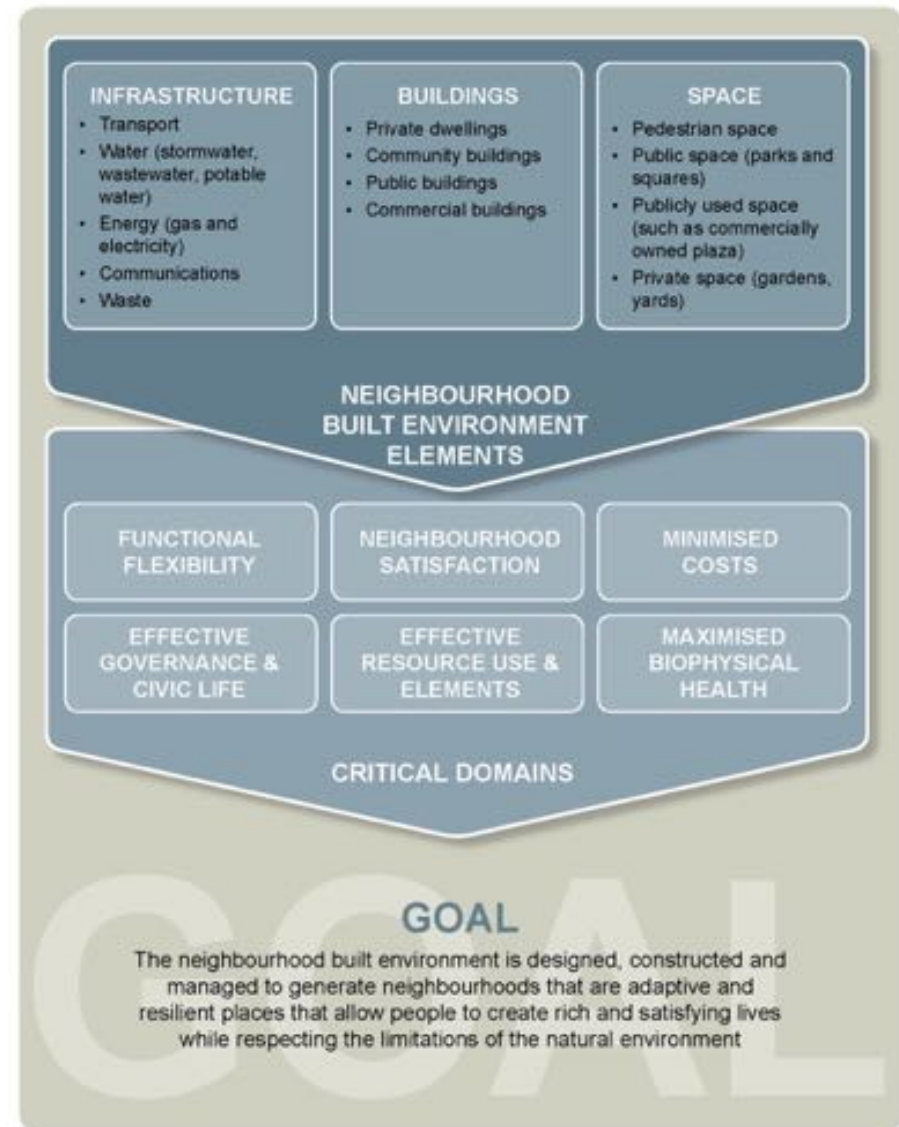 INFRASTRUCTURE
• Transport
• Water (stormwater,
wastewater, potable
water)
• Energy (gas and
electricity)
• Communications
• Waste
BUILDINGS
• Private dwellings
• Community buildings
• Public buildings
• Commercial buildings
SPACE
• Pedestrian space
• Public space (parks and
squares)
• Publicly used space
(such as commercially
owned plaza)
• Private space (gardens,
yards)
NEIGHBOURHOOD
BUILT ENVIRONMENT
ELEMENTS
FUNCTIONAL
FLEXIBILITY
NEIGHBOURHOOD
SATISFACTION
MINIMISED
COSTS
EFFECTIVE
GOVERNANCE &
CIVIC LIFE
EFFECTIVE
RESOURCE USE &
ELEMENTS
MAXIMISED
BIOPHYSICAL
HEALTH
CRITICAL DOMAINS
GOAL
GOAL
The neighbourhood built environment is designed, constructed and
managed to generate neighbourhoods that are adaptive and
resilient places that allow people to create rich and satisfying lives
while respecting the limitations of the natural environment